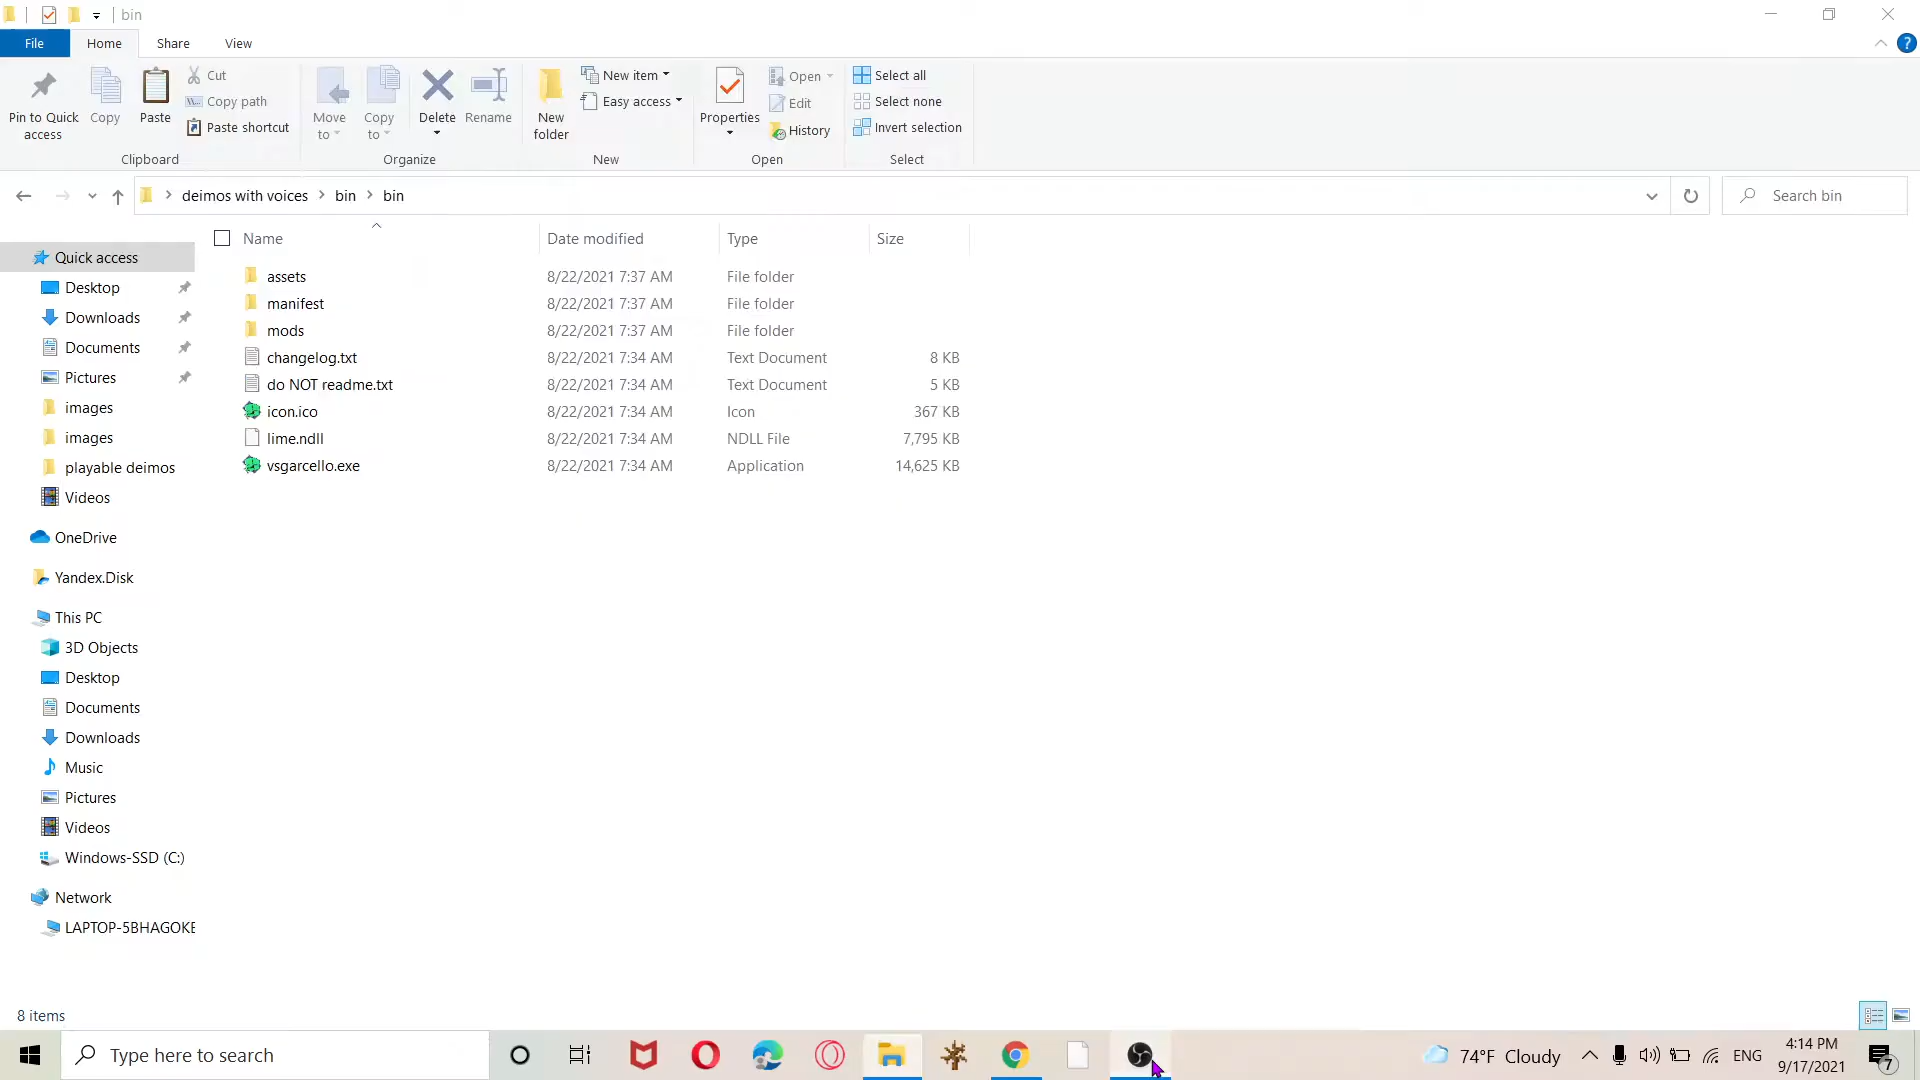 bin
File Home Share View
Pin to Quick access
Copy
Paste
Cut
Copy path
Paste shortcut
Clipboard
Move to
Copy to
Delete
Rename
Organize
New folder
New item
Easy access
New
Properties
Open
Edit
History
Open
Select all
Select none
Invert selection
Select
deimos with voices bin bin
Search bin
Name Date modified Type Size
assets 8/22/2021 7:37 AM File folder
manifest 8/22/2021 7:37 AM File folder
mods 8/22/2021 7:37 AM File folder
changelog.txt 8/22/2021 7:34 AM Text Document 8 KB
do NOT readme.txt 8/22/2021 7:34 AM Text Document 5 KB
icon.ico 8/22/2021 7:34 AM Icon 367 KB
lime.ndll 8/22/2021 7:34 AM NDLL File 7,795 KB
vsgarcello.exe 8/22/2021 7:34 AM Application 14,625 KB
Quick access
Desktop
Downloads
Documents
Pictures
images
images
playable deimos
Videos
OneDrive
Yandex.Disk
This PC
3D Objects
Desktop
Documents
Downloads
Music
Pictures
Videos
Windows-SSD (C:)
Network
LAPTOP-5BHAGOKE
8 items
Type here to search
74°F Cloudy
ENG
4:14 PM
9/17/2021
7